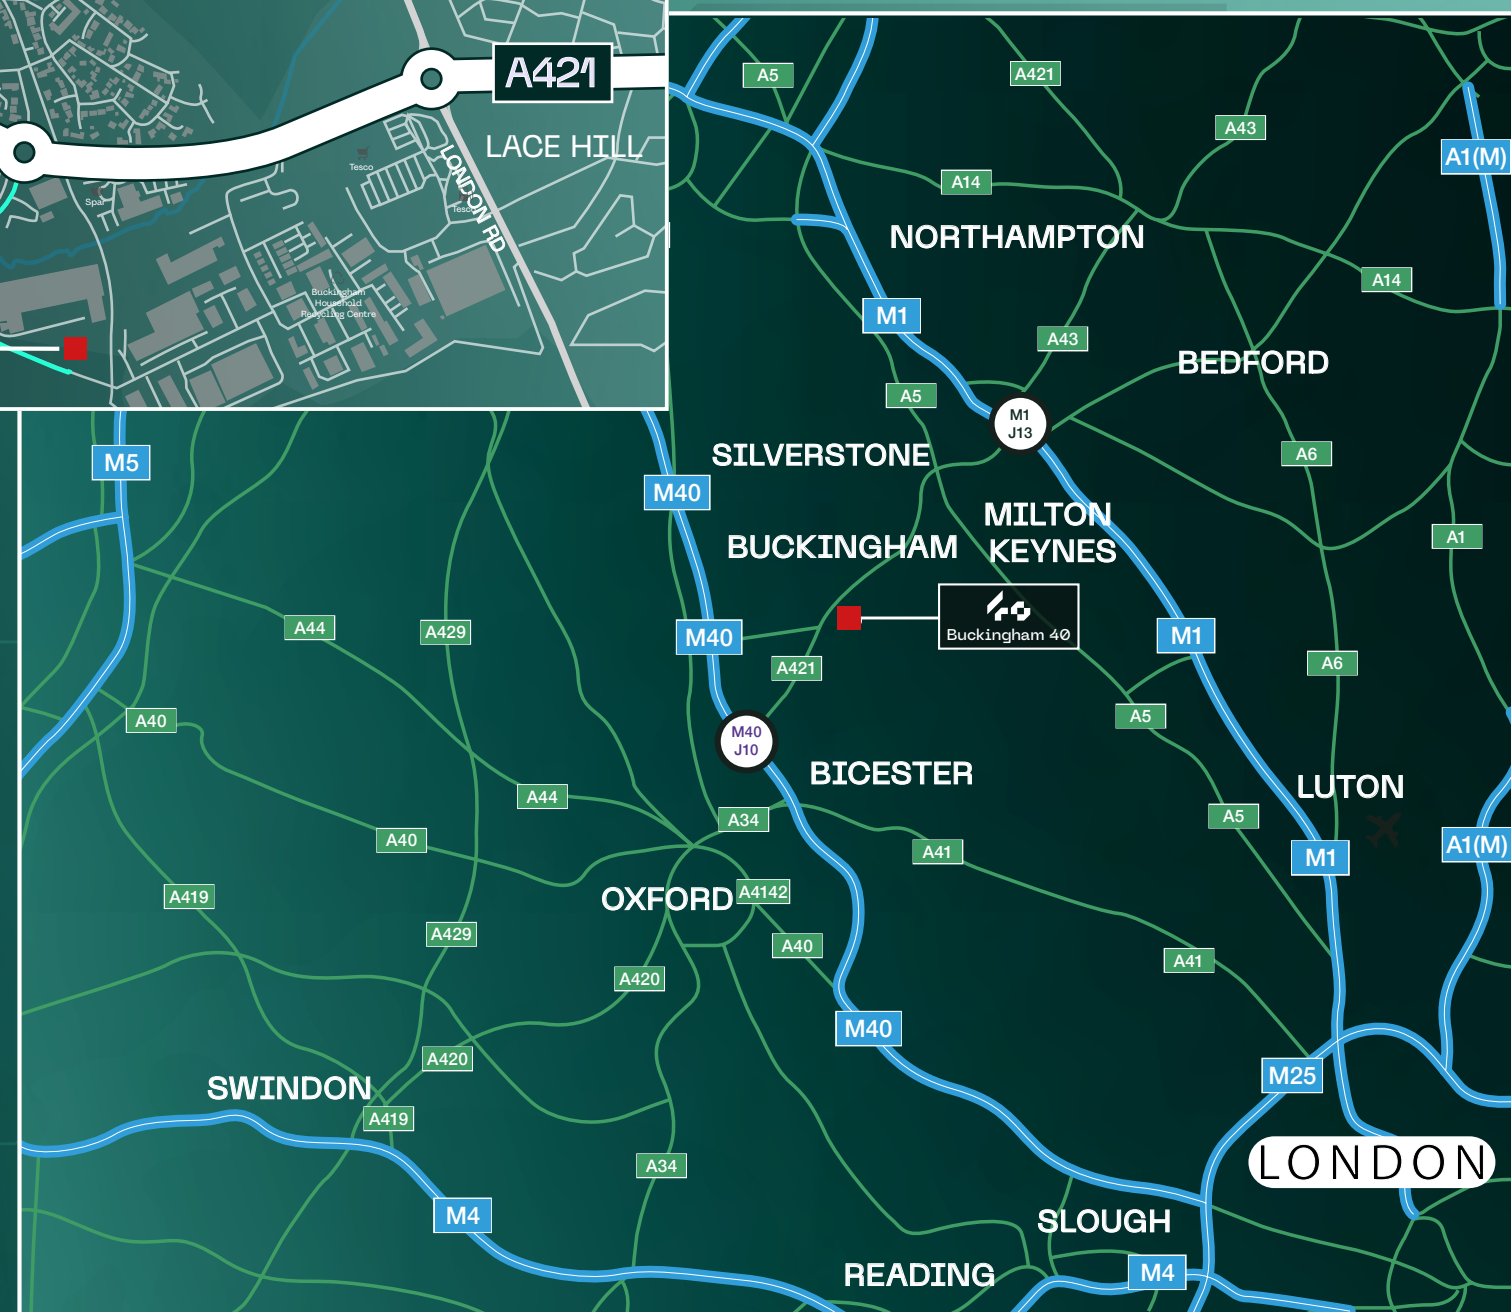 A421
LACE HILL
LONDON RD
Tesco
Tesco
Spar
Buckingham
Household
Recycling Centre
A5
A421
A43
A1(M)
A14
NORTHAMPTON
A14
M1
A43
BEDFORD
A5
M1
J13
SILVERSTONE
A6
M5
M40
MILTON
KEYNES
A1
BUCKINGHAM
Buckingham 40
A44
A429
M40
M1
A421
A6
A40
A5
M40
J10
BICESTER
LUTON
A44
A34
A5
A40
A41
M1
A1(M)
A419
OXFORD
A4142
A429
A40
A41
A420
M40
A420
M25
SWINDON
A419
A34
LONDON
M4
SLOUGH
READING
M4